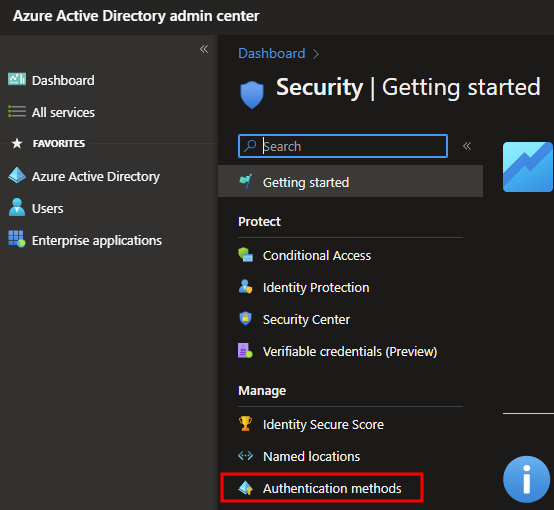 Azure Active Directory admin center
«
Dashboard
All services
★ FAVORITES
Azure Active Directory
Users
Enterprise applications
Dashboard >
Security | Getting started
Search
«
Getting started
Protect
Conditional Access
Identity Protection
Security Center
Verifiable credentials (Preview)
Manage
Identity Secure Score
Named locations
Authentication methods